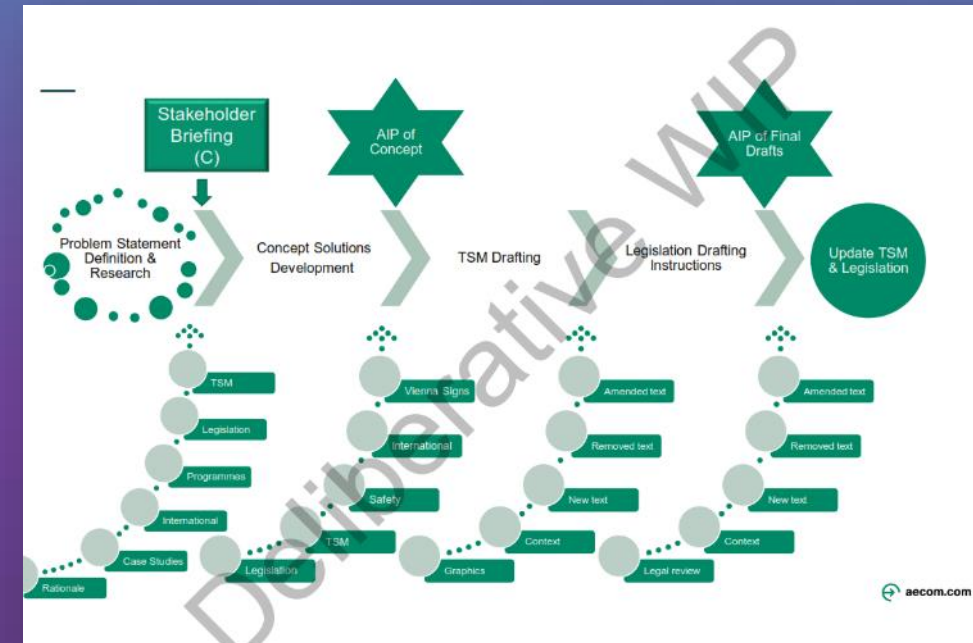 Stakeholder
Briefing
(C)
AIP of
Concept
AIP of Final
Drafts
Problem Statement
Definition &
Research
Concept Solutions
Development
TSM Drafting
Legislation Drafting
Instructions
Update TSM
& Legislation
TSM
Legislation
Programmes
International
Case Studies
Rationale
Vienna Signs
International
Safety
TSM
Legislation
Amended text
Removed text
New text
Context
Graphics
Amended text
Removed text
New text
Context
Legal review
Deliberative WIP
aecom.com